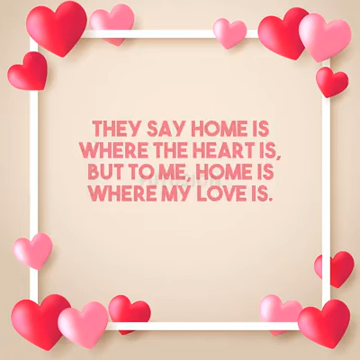 THEY SAY HOME IS
WHERE THE HEART IS,
BUT TO ME, HOME IS
WHERE MY LOVE IS.